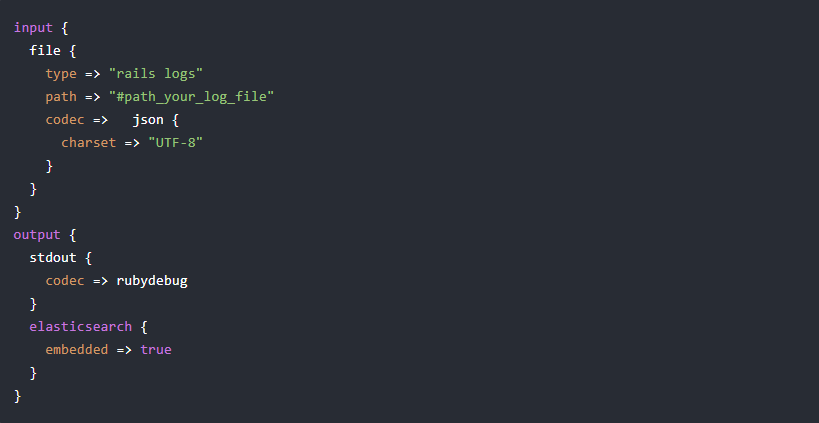 input {
  file {
    type => "rails logs"
    path => "#path_your_log_file"
    codec =>   json {
      charset => "UTF-8"
    }
  }
}
output {
  stdout {
    codec => rubydebug
  }
  elasticsearch {
    embedded => true
  }
}